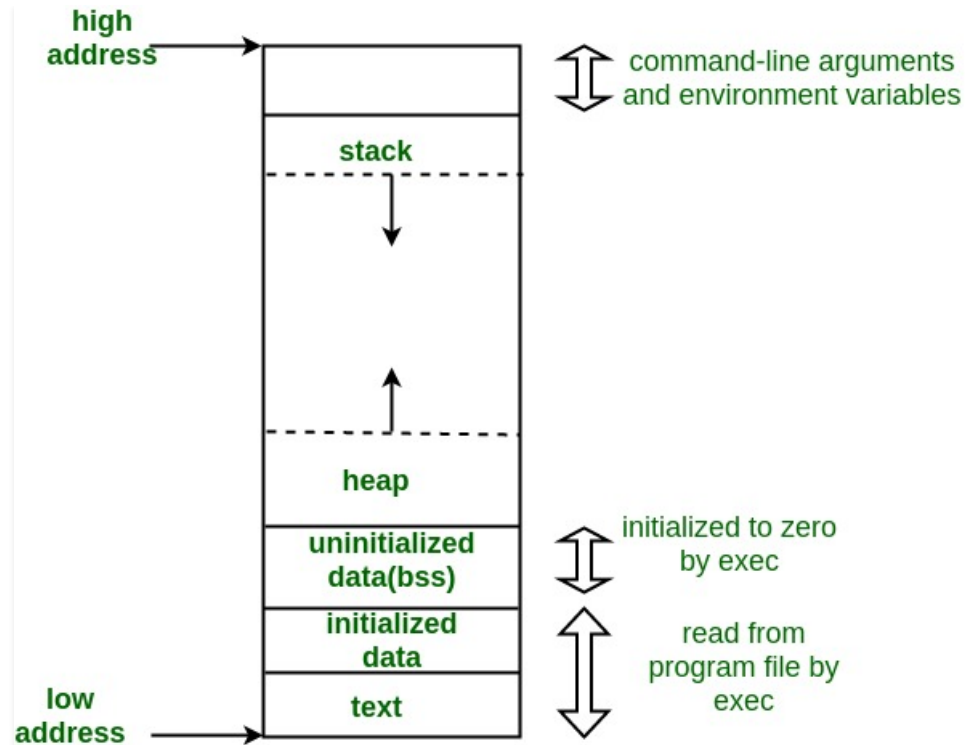 high
address
command-line arguments
and environment variables
stack
heap
uninitialized
data(bss)
initialized to zero
by exec
initialized
data
read from
program file by
exec
text
low
address